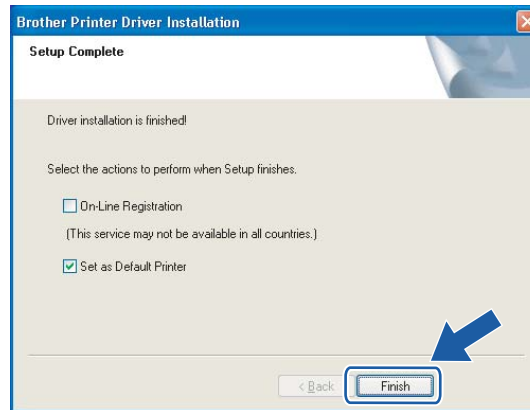 Brother Printer Driver Installation
Setup Complete
Driver installation is finished!
Select the actions to perform when Setup finishes.
On-Line Registration
(This service may not be available in all countries.)
Set as Default Printer
< Back
Finish